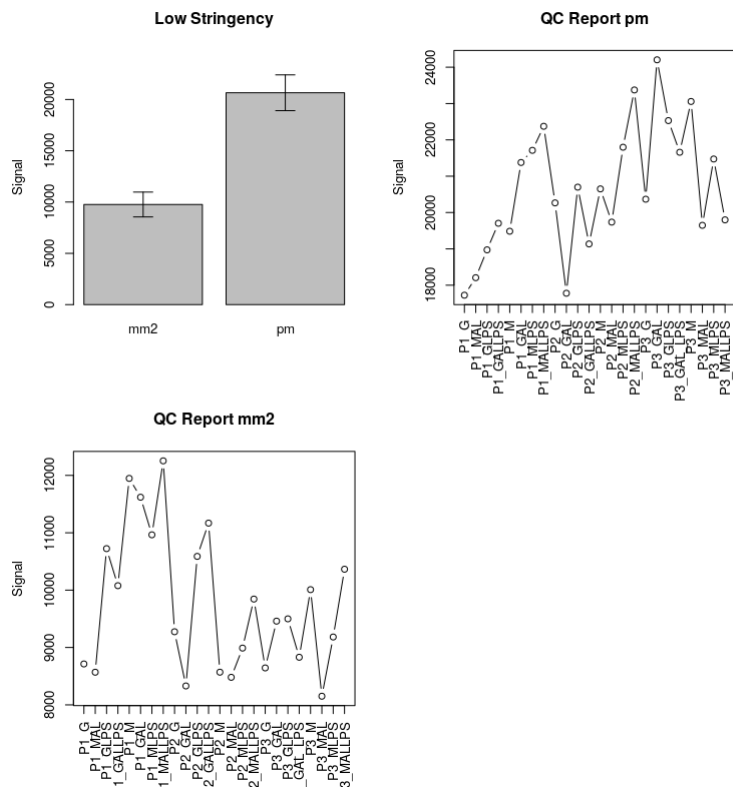 Low Stringency
Signal
0
5000
10000
15000
20000
mm2
pm
QC Report pm
Signal
18000
20000
22000
24000
P1_G
P1_MAL
P1_GLPS
P1_GALLPS
P1_M
P1_GAL
P1_MLPS
P1_MALLPS
P2_G
P2_GAL
P2_GLPS
P2_GALLPS
P2_M
P2_MAL
P2_MLPS
P2_MALLPS
P3_G
P3_GAL
P3_GLPS
P3_GAL_LPS
P3_M
P3_MAL
P3_MLPS
P3_MALLPS
QC Report mm2
Signal
8000
9000
10000
11000
12000
P1_G
P1_MAL
P1_GLPS
1_GALLPS
P1_M
P1_GAL
P1_MLPS
1_MALLPS
P2_G
P2_GAL
P2_GLPS
2_GALLPS
P2_M
P2_MAL
P2_MLPS
2_MALLPS
P3_G
P3_GAL
P3_GLPS
GAL_LPS
P3_M
P3_MAL
P3_MLPS
3_MALLPS